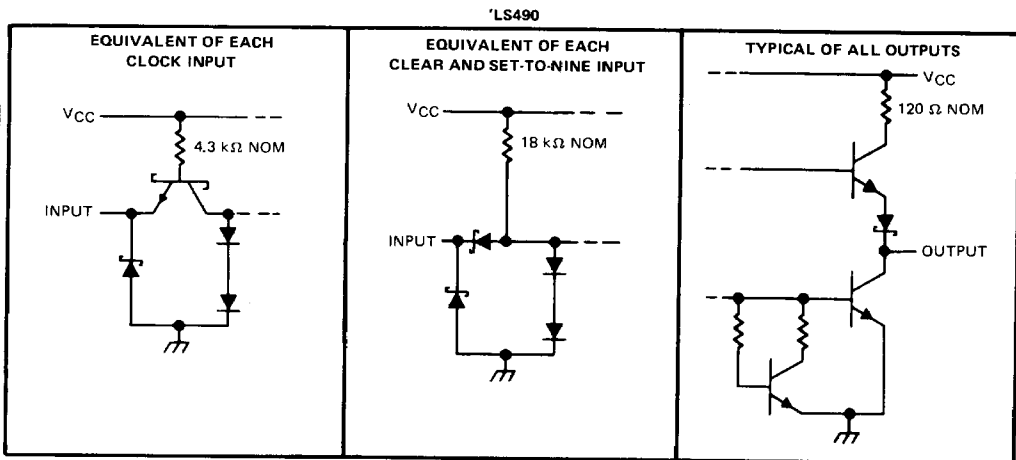 'LS490
EQUIVALENT OF EACH
CLOCK INPUT
VCC
4.3 kΩ NOM
INPUT
EQUIVALENT OF EACH
CLEAR AND SET-TO-NINE INPUT
VCC
18 kΩ NOM
INPUT
TYPICAL OF ALL OUTPUTS
VCC
120 Ω NOM
OUTPUT